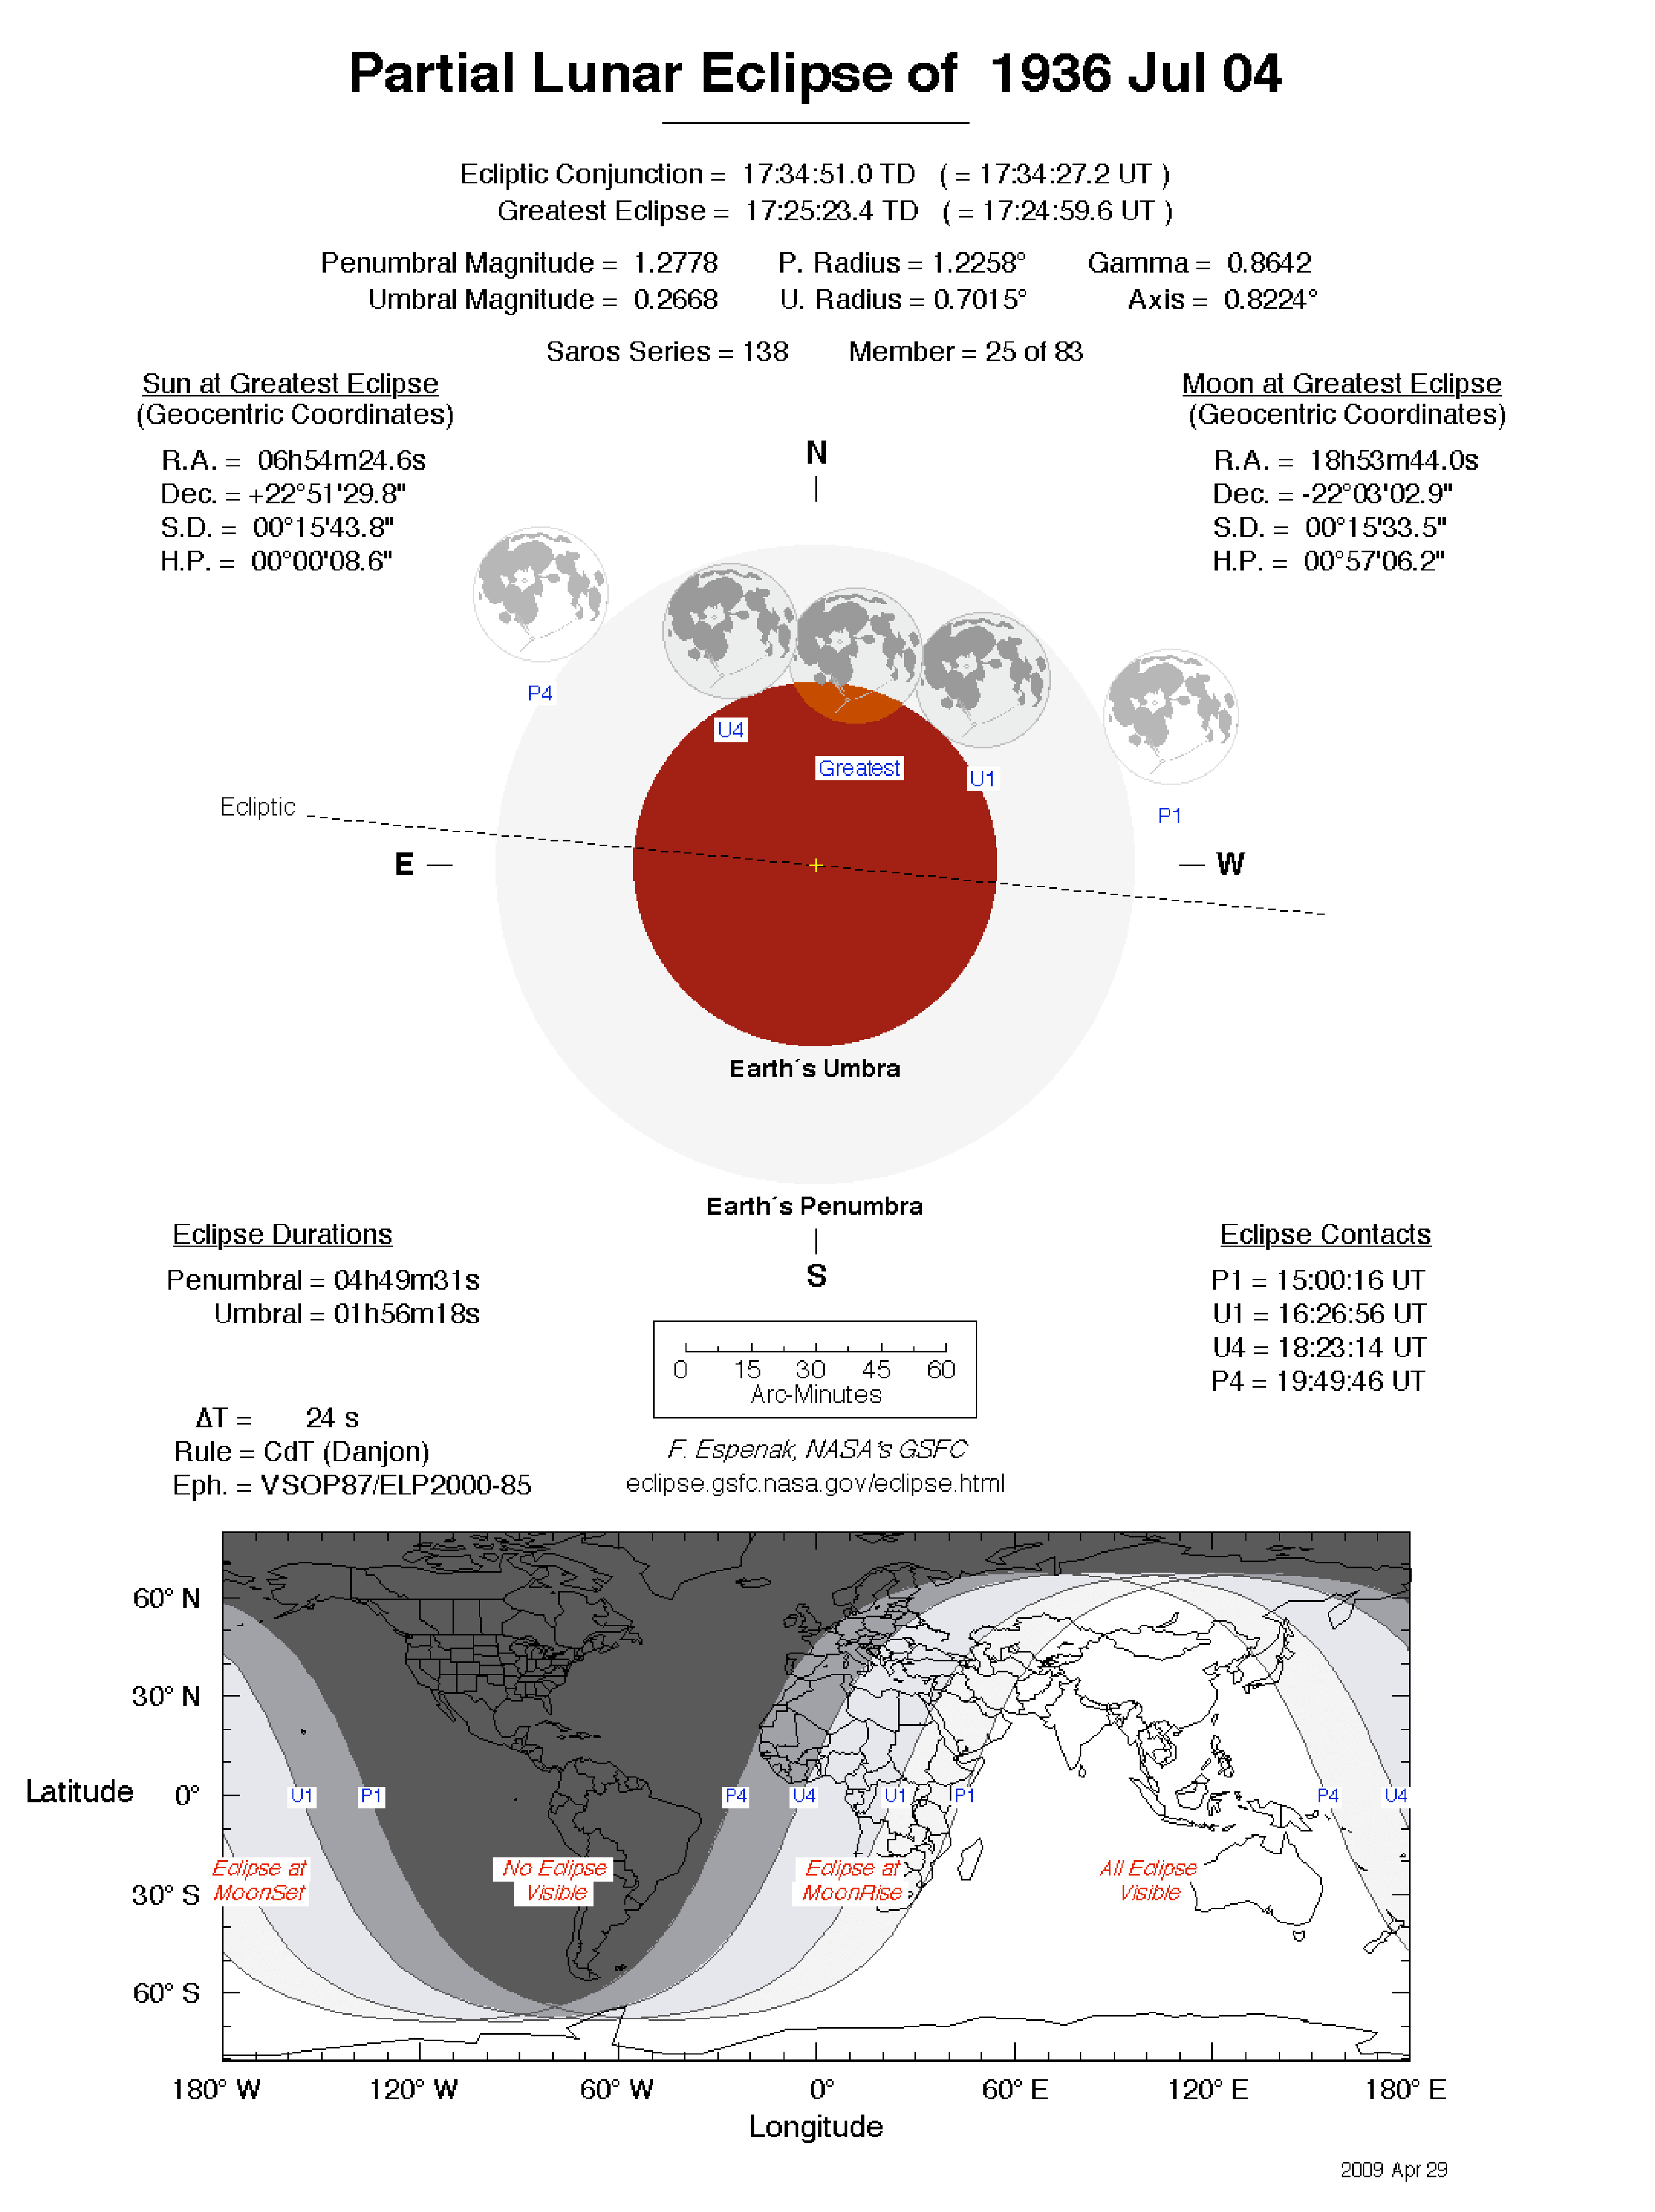 Partial Lunar Eclipse of 1936 Jul 04
Ecliptic Conjunction = 17:34:51.0 TD ( = 17:34:27.2 UT )
Greatest Eclipse = 17:25:23.4 TD ( = 17:24:59.6 UT )
Penumbral Magnitude = 1.2778 P. Radius = 1.2258° Gamma = 0.8642
Umbral Magnitude = 0.2668 U. Radius = 0.7015° Axis = 0.8224°
Saros Series = 138 Member = 25 of 83
Sun at Greatest Eclipse
(Geocentric Coordinates)
R.A. = 06h54m24.6s
Dec. = +22°51'29.8"
S.D. = 00°15'43.8"
H.P. = 00°00'08.6"
Moon at Greatest Eclipse
(Geocentric Coordinates)
R.A. = 18h53m44.0s
Dec. = -22°03'02.9"
S.D. = 00°15'33.5"
H.P. = 00°57'06.2"
N
P4
U4
Greatest
U1
P1
Ecliptic
E
W
Earth´s Umbra
Earth´s Penumbra
S
Eclipse Durations
Penumbral = 04h49m31s
Umbral = 01h56m18s
Eclipse Contacts
P1 = 15:00:16 UT
U1 = 16:26:56 UT
U4 = 18:23:14 UT
P4 = 19:49:46 UT
0 15 30 45 60
Arc-Minutes
ΔT = 24 s
Rule = CdT (Danjon)
Eph. = VSOP87/ELP2000-85
F. Espenak, NASA's GSFC
eclipse.gsfc.nasa.gov/eclipse.html
60° N
30° N
Latitude 0°
30° S
60° S
U1 P1 P4 U4 U1 P1 P4 U4
Eclipse at
MoonSet
No Eclipse
Visible
Eclipse at
MoonRise
All Eclipse
Visible
180° W 120° W 60° W 0° 60° E 120° E 180° E
Longitude
2009 Apr 29